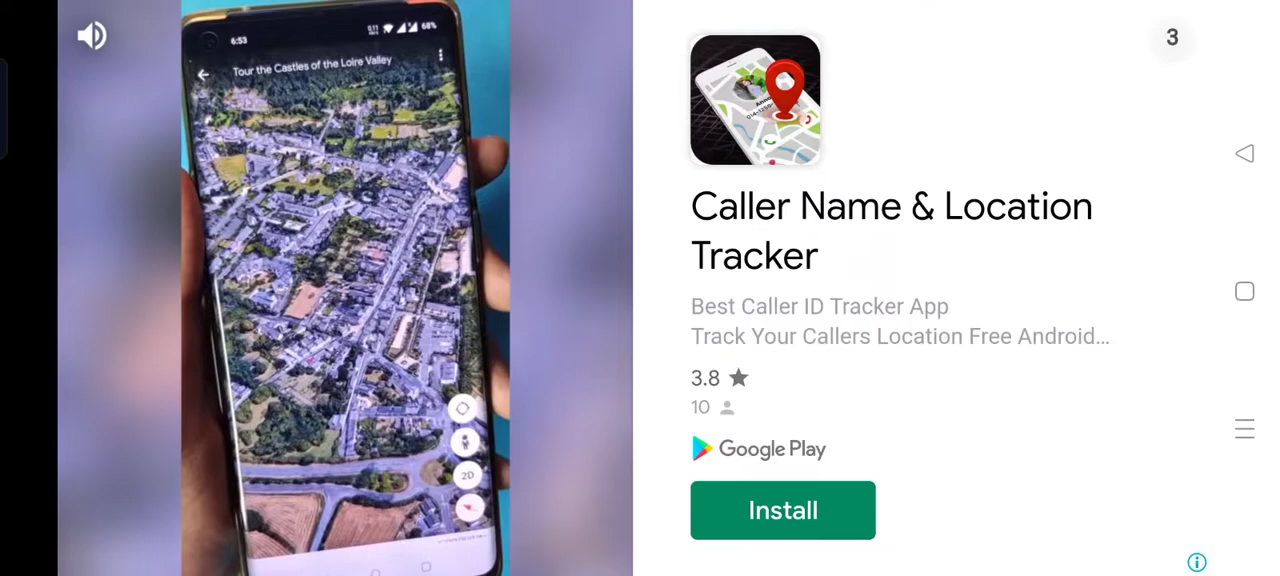 6:53
68%
Tour the Castles of the Loire Valley
2D
3
Caller Name & Location
Tracker
Best Caller ID Tracker App
Track Your Callers Location Free Android...
3.8
10
Google Play
Install